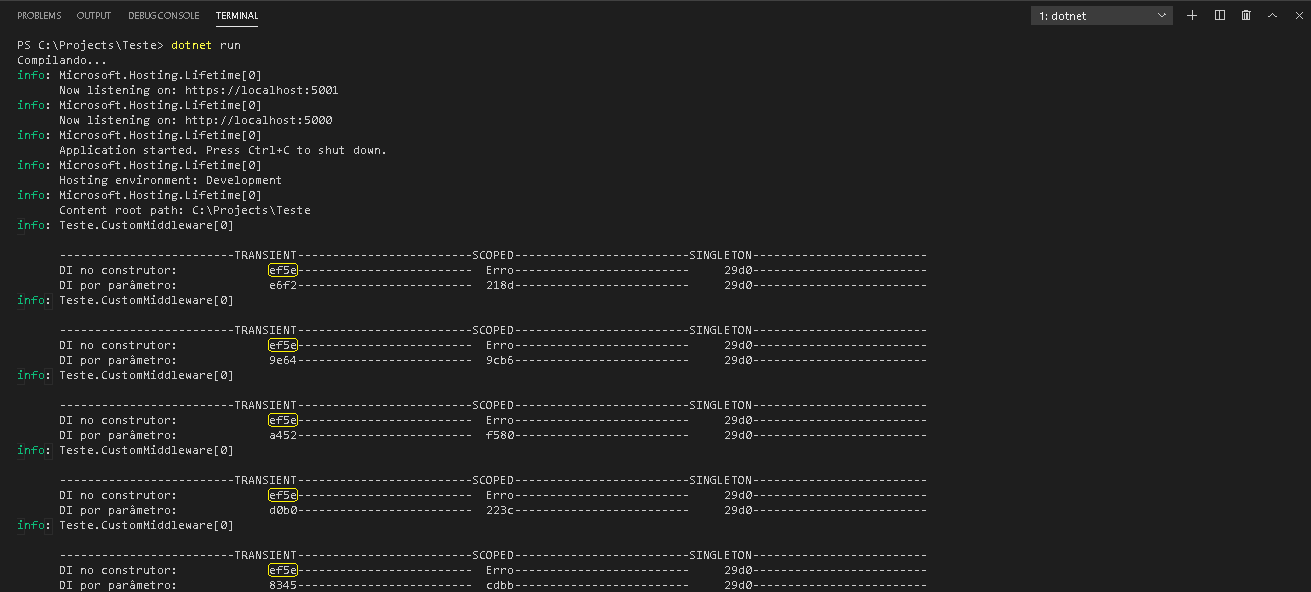 PROBLEMS OUTPUT DEBUG CONSOLE TERMINAL 1: dotnet
PS C:\Projects\Teste> dotnet run
Compilando...
info: Microsoft.Hosting.Lifetime[0]
Now listening on: https://localhost:5001
info: Microsoft.Hosting.Lifetime[0]
Now listening on: http://localhost:5000
info: Microsoft.Hosting.Lifetime[0]
Application started. Press Ctrl+C to shut down.
info: Microsoft.Hosting.Lifetime[0]
Hosting environment: Development
info: Microsoft.Hosting.Lifetime[0]
Content root path: C:\Projects\Teste
info: Teste.CustomMiddleware[0]
-------------------------TRANSIENT-------------------------SCOPED-------------------------SINGLETON-------------------------
DI no construtor: ef5e------------------------- Erro------------------------- 29d0-------------------------
DI por parâmetro: e6f2------------------------- 218d------------------------- 29d0-------------------------
info: Teste.CustomMiddleware[0]
-------------------------TRANSIENT-------------------------SCOPED-------------------------SINGLETON-------------------------
DI no construtor: ef5e------------------------- Erro------------------------- 29d0-------------------------
DI por parâmetro: 9e64------------------------- 9cb6------------------------- 29d0-------------------------
info: Teste.CustomMiddleware[0]
-------------------------TRANSIENT-------------------------SCOPED-------------------------SINGLETON-------------------------
DI no construtor: ef5e------------------------- Erro------------------------- 29d0-------------------------
DI por parâmetro: a452------------------------- f580------------------------- 29d0-------------------------
info: Teste.CustomMiddleware[0]
-------------------------TRANSIENT-------------------------SCOPED-------------------------SINGLETON-------------------------
DI no construtor: ef5e------------------------- Erro------------------------- 29d0-------------------------
DI por parâmetro: d0b0------------------------- 223c------------------------- 29d0-------------------------
info: Teste.CustomMiddleware[0]
-------------------------TRANSIENT-------------------------SCOPED-------------------------SINGLETON-------------------------
DI no construtor: ef5e------------------------- Erro------------------------- 29d0-------------------------
DI por parâmetro: 8345------------------------- cdbb------------------------- 29d0-------------------------